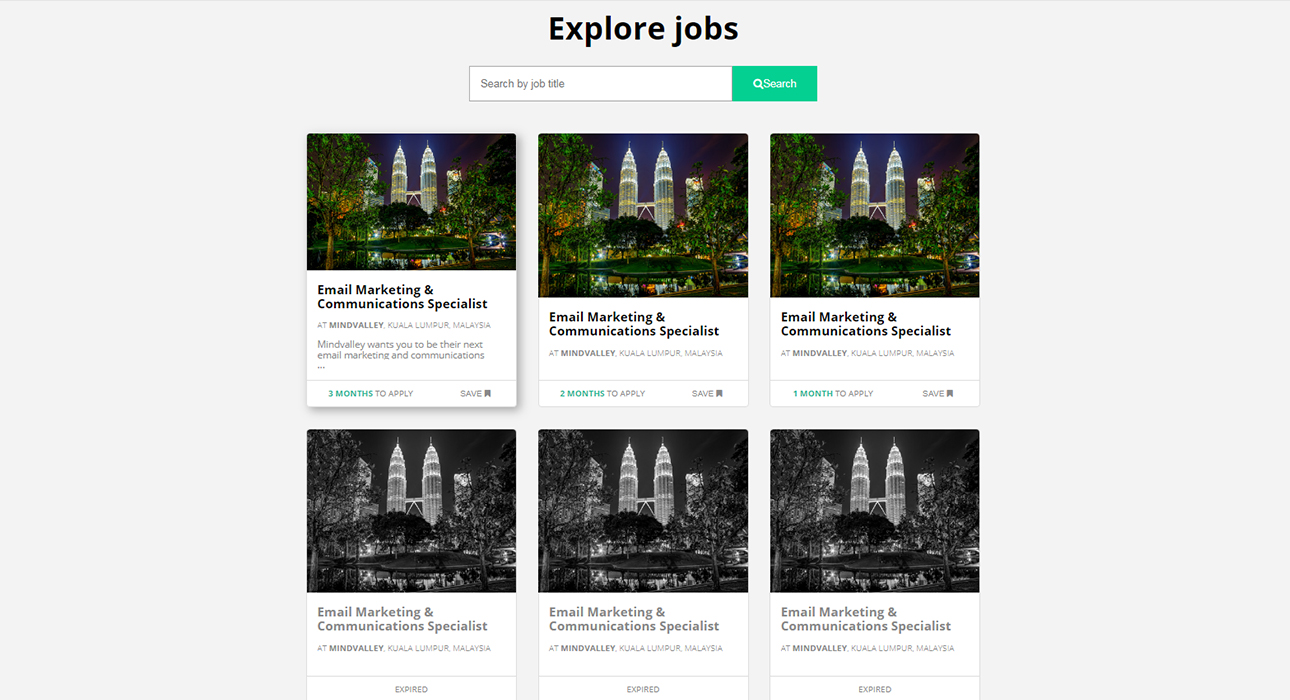 Explore jobs
Search by job title
Search
Email Marketing &
Communications Specialist
AT MINDVALLEY, KUALA LUMPUR, MALAYSIA
Mindvalley wants you to be their next
email marketing and communications
...
3 MONTHS TO APPLY
SAVE
Email Marketing &
Communications Specialist
AT MINDVALLEY, KUALA LUMPUR, MALAYSIA
2 MONTHS TO APPLY
SAVE
Email Marketing &
Communications Specialist
AT MINDVALLEY, KUALA LUMPUR, MALAYSIA
1 MONTH TO APPLY
SAVE
Email Marketing &
Communications Specialist
AT MINDVALLEY, KUALA LUMPUR, MALAYSIA
EXPIRED
Email Marketing &
Communications Specialist
AT MINDVALLEY, KUALA LUMPUR, MALAYSIA
EXPIRED
Email Marketing &
Communications Specialist
AT MINDVALLEY, KUALA LUMPUR, MALAYSIA
EXPIRED